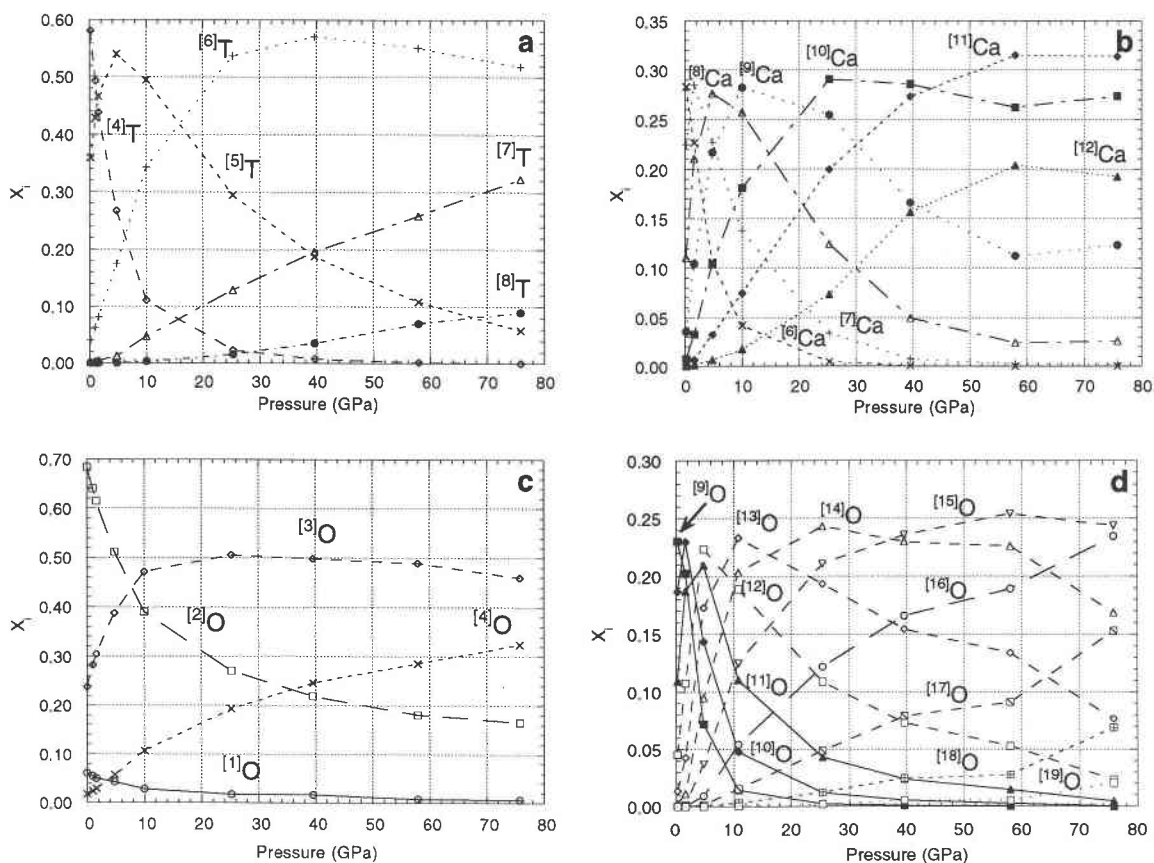 a
0.60
0.50
0.40
0.30
0.20
0.10
0.00
X_i
[6]T
[4]T
[5]T
[7]T
[8]T
0 10 20 30 40 50 60 70 80
Pressure (GPa)
b
0.35
0.30
0.25
0.20
0.15
0.10
0.05
0.00
X_i
[8]Ca [9]Ca [10]Ca [11]Ca
[12]Ca
[6]Ca [7]Ca
0 10 20 30 40 50 60 70 80
Pressure (GPa)
c
0.70
0.60
0.50
0.40
0.30
0.20
0.10
0.00
X_i
[3]O
[2]O
[4]O
[1]O
0 10 20 30 40 50 60 70 80
Pressure (GPa)
d
0.30
0.25
0.20
0.15
0.10
0.05
0.00
X_i
[9]O [13]O [14]O [15]O
[12]O
[16]O
[11]O
[17]O
[10]O
[18]O
[19]O
0 10 20 30 40 50 60 70 80
Pressure (GPa)